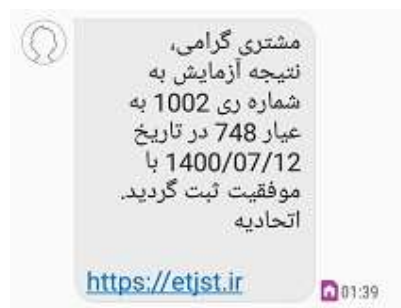 مشتری گرامی،
نتیجه آزمایش به
شماره ری 1002 به
عیار 748 در تاریخ
1400/07/12 با
موفقیت ثبت گردید.
اتحادیه
https://etjst.ir
01:39